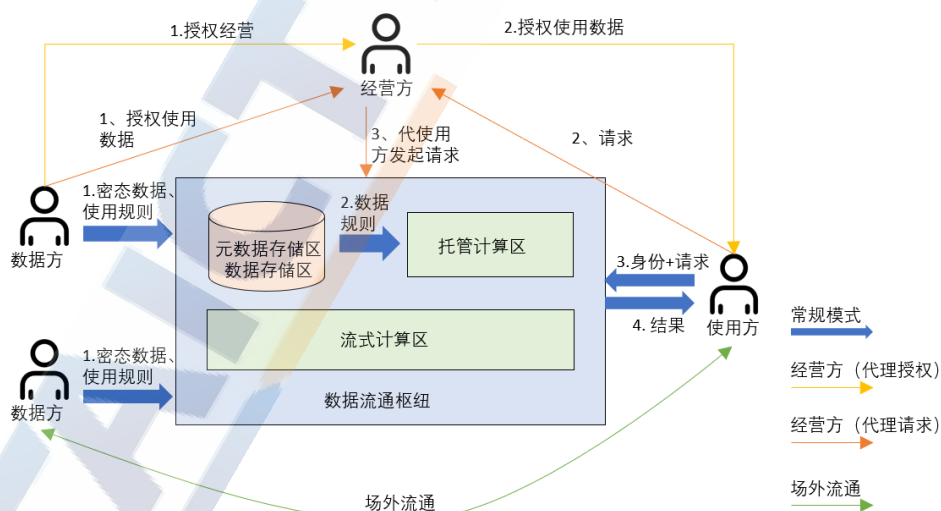 1.授权经营
2.授权使用数据
经营方
1、授权使用
数据
3、代使用
方发起请求
2、请求
1.密态数据、
使用规则
数据方
2.数据
规则
元数据存储区
数据存储区
托管计算区
3.身份+请求
4. 结果
使用方
流式计算区
数据流通枢纽
1.密态数据、
使用规则
数据方
场外流通
常规模式
经营方（代理授权）
经营方（代理请求）
场外流通